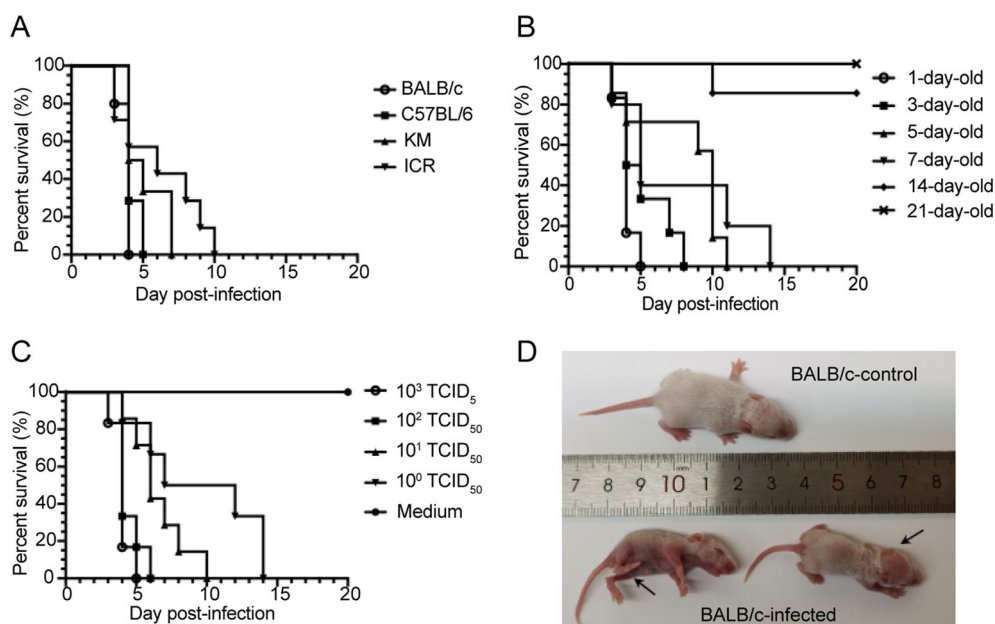 A
Percent survival (%)
100
80
60
40
20
0
0 5 10 15 20
Day post-infection
BALB/c
C57BL/6
KM
ICR
B
Percent survival (%)
100
80
60
40
20
0
0 5 10 15 20
Day post-infection
1-day-old
3-day-old
5-day-old
7-day-old
14-day-old
21-day-old
C
Percent survival (%)
100
80
60
40
20
0
0 5 10 15 20
Day post-infection
10³ TCID₅
10² TCID₅₀
10¹ TCID₅₀
10⁰ TCID₅₀
Medium
D
BALB/c-control
mm
7 8 9 10 1 2 3 4 5 6 7 8
BALB/c-infected